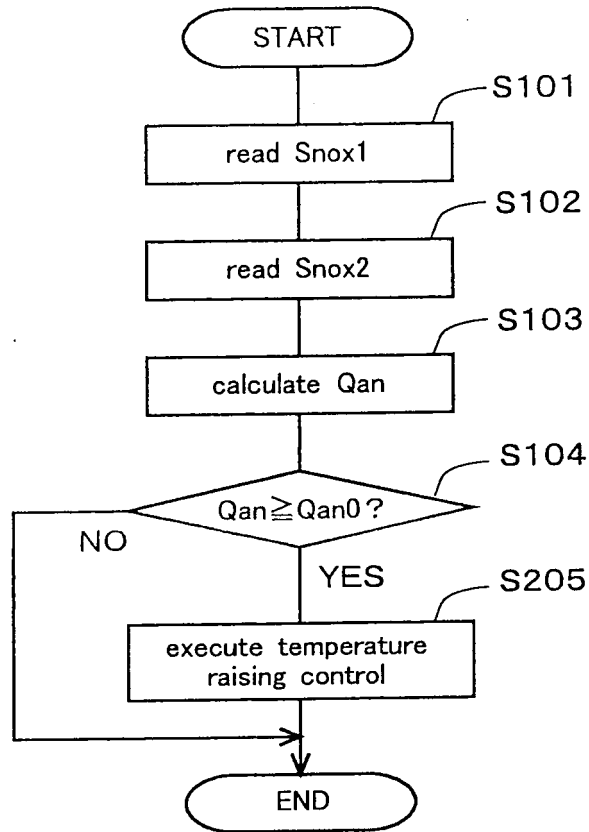 START
S101
read Snox1
S102
read Snox2
S103
calculate Qan
S104
Qan≧Qan0?
NO
YES
S205
execute temperature
raising control
END